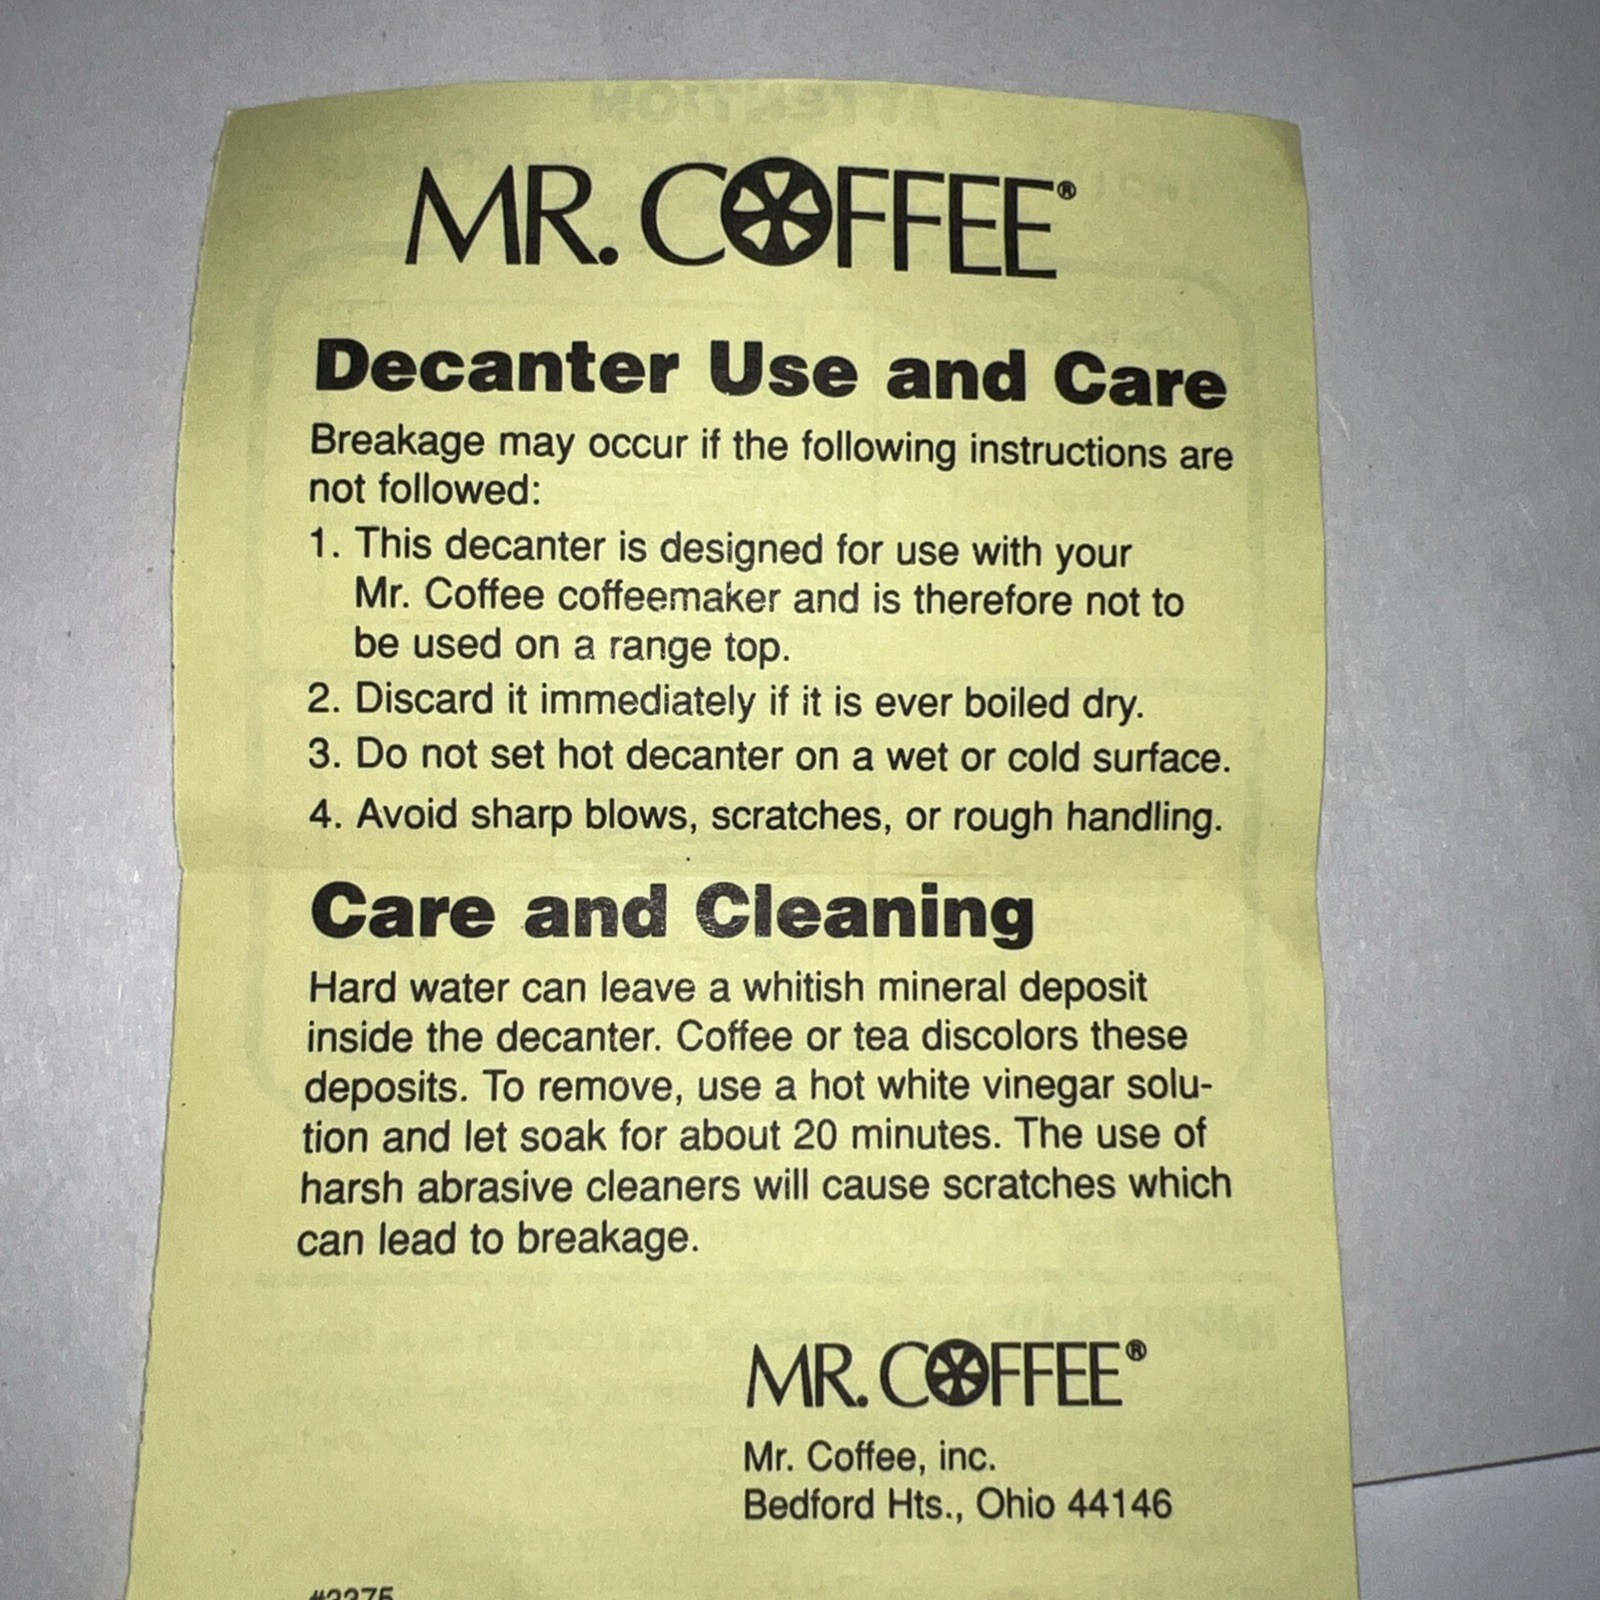 MR. COFFEE®
Decanter Use and Care
Breakage may occur if the following instructions are
not followed:
1. This decanter is designed for use with your
Mr. Coffee coffeemaker and is therefore not to
be used on a range top.
2. Discard it immediately if it is ever boiled dry.
3. Do not set hot decanter on a wet or cold surface.
4. Avoid sharp blows, scratches, or rough handling.
Care and Cleaning
Hard water can leave a whitish mineral deposit
inside the decanter. Coffee or tea discolors these
deposits. To remove, use a hot white vinegar solu-
tion and let soak for about 20 minutes. The use of
harsh abrasive cleaners will cause scratches which
can lead to breakage.
MR. COFFEE®
Mr. Coffee, inc.
Bedford Hts., Ohio 44146